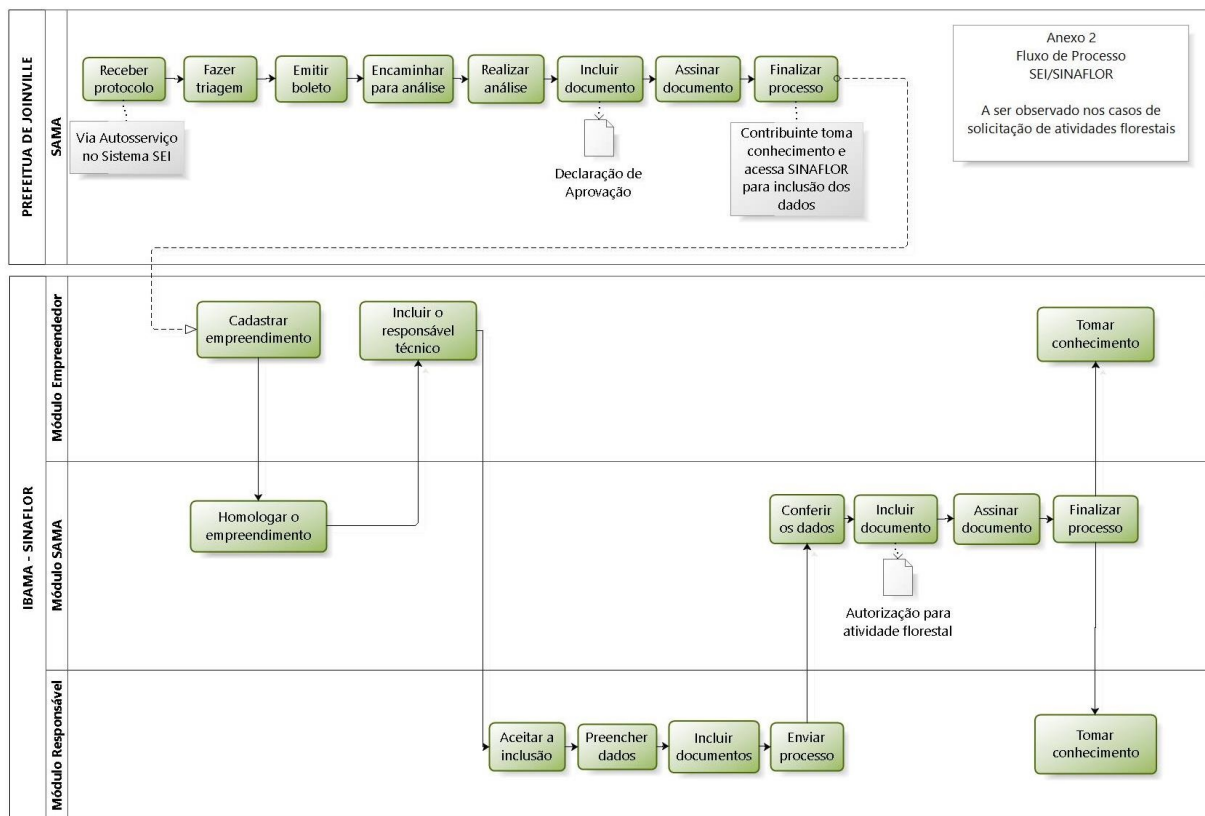 PREFEITUA DE JOINVILLE
SAMA
Receber
protocolo
Fazer
triagem
Emitir
boleto
Encaminhar
para análise
Realizar
análise
Incluir
documento
Assinar
documento
Finalizar
processo
Via Autosserviço
no Sistema SEI
Declaração de
Aprovação
Contribuinte toma
conhecimento e
acessa SINAFLOR
para inclusão dos
dados
Anexo 2
Fluxo de Processo
SEI/SINAFLOR
A ser observado nos casos de
solicitação de atividades florestais
IBAMA - SINAFLOR
Módulo Empreendedor
Cadastrar
empreendimento
Incluir o
responsável
técnico
Tomar
conhecimento
Módulo SAMA
Homologar o
empreendimento
Conferir
os dados
Incluir
documento
Assinar
documento
Finalizar
processo
Autorização para
atividade florestal
Módulo Responsável
Aceitar a
inclusão
Preencher
dados
Incluir
documentos
Enviar
processo
Tomar
conhecimento